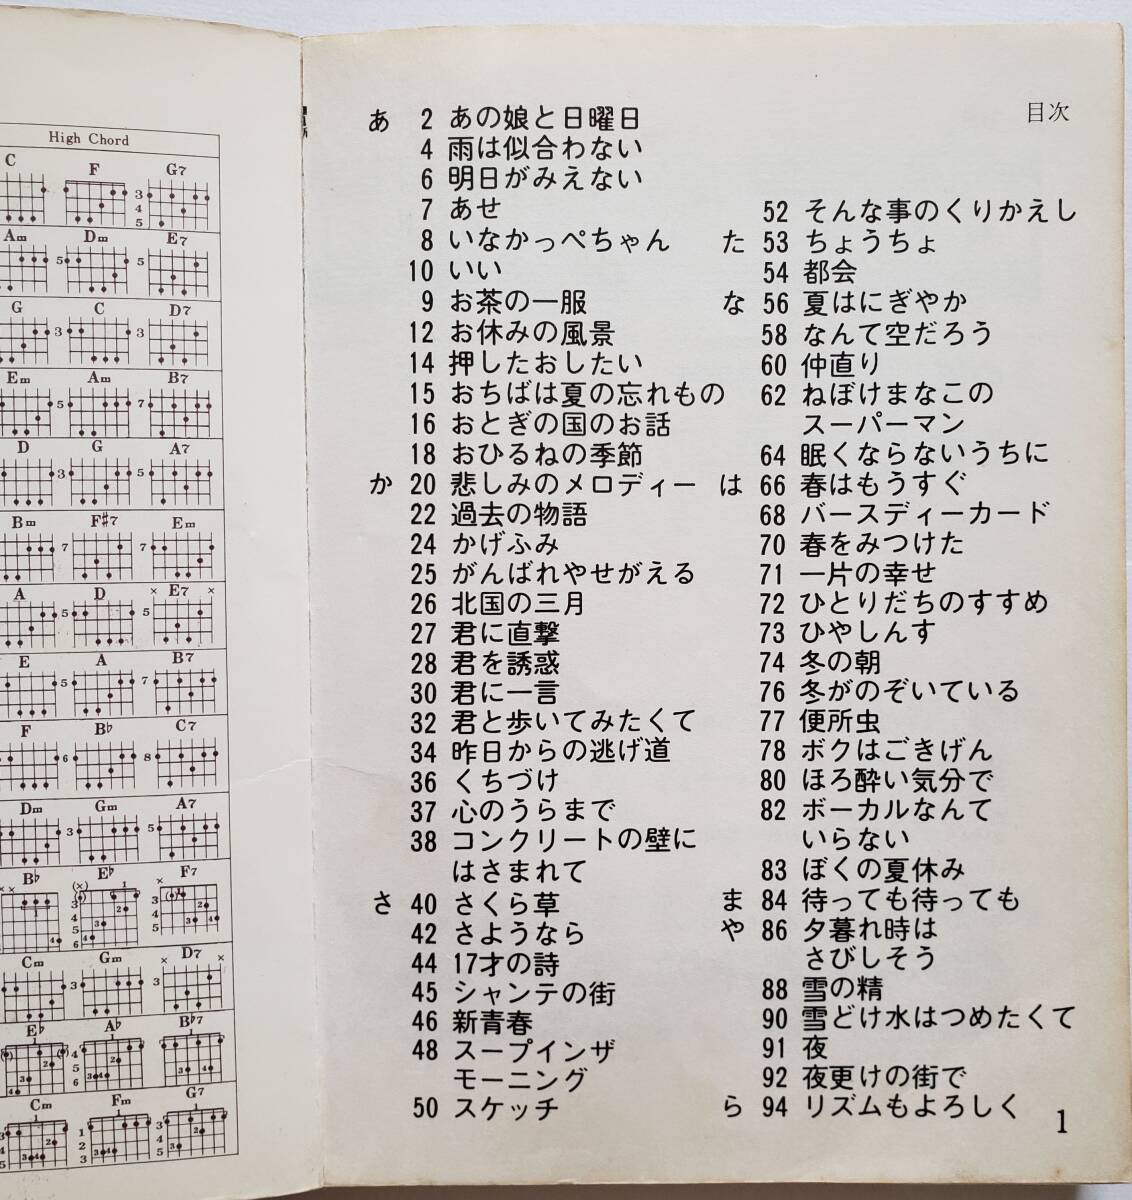 High Chord
C F G7
Am Dm E7
G C D7
Em Am B7
D G A7
Bm F#7 Em
A D E7
E A B7
F B♭ C7
Dm Gm A7
B♭ E♭ F7
Cm Gm D7
E♭ A♭ B♭7
Cm Fm G7
目次
あ 2 あの娘と日曜日
4 雨は似合わない
6 明日がみえない
7 あせ
8 いなかっぺちゃん
10 いい
9 お茶の一服
12 お休みの風景
14 押したおしたい
15 おちばは夏の忘れもの
16 おとぎの国のお話
18 おひるねの季節
か 20 悲しみのメロディー
22 過去の物語
24 かげふみ
25 がんばれやせがえる
26 北国の三月
27 君に直撃
28 君を誘惑
30 君に一言
32 君と歩いてみたくて
34 昨日からの逃げ道
36 くちづけ
37 心のうらまで
38 コンクリートの壁に
はさまれて
さ 40 さくら草
42 さようなら
44 17才の詩
45 シャンテの街
46 新青春
48 スープインザ
モーニング
50 スケッチ
52 そんな事のくりかえし
た 53 ちょうちょ
54 都会
な 56 夏はにぎやか
58 なんて空だろう
60 仲直り
62 ねぼけまなこの
スーパーマン
64 眠くならないうちに
は 66 春はもうすぐ
68 バースディーカード
70 春をみつけた
71 一片の幸せ
72 ひとりだちのすすめ
73 ひやしんす
74 冬の朝
76 冬がのぞいている
77 便所虫
78 ボクはごきげん
80 ほろ酔い気分で
82 ボーカルなんて
いらない
83 ぼくの夏休み
ま 84 待っても待っても
や 86 夕暮れ時は
さびしそう
88 雪の精
90 雪どけ水はつめたくて
91 夜
92 夜更けの街で
ら 94 リズムもよろしく
1